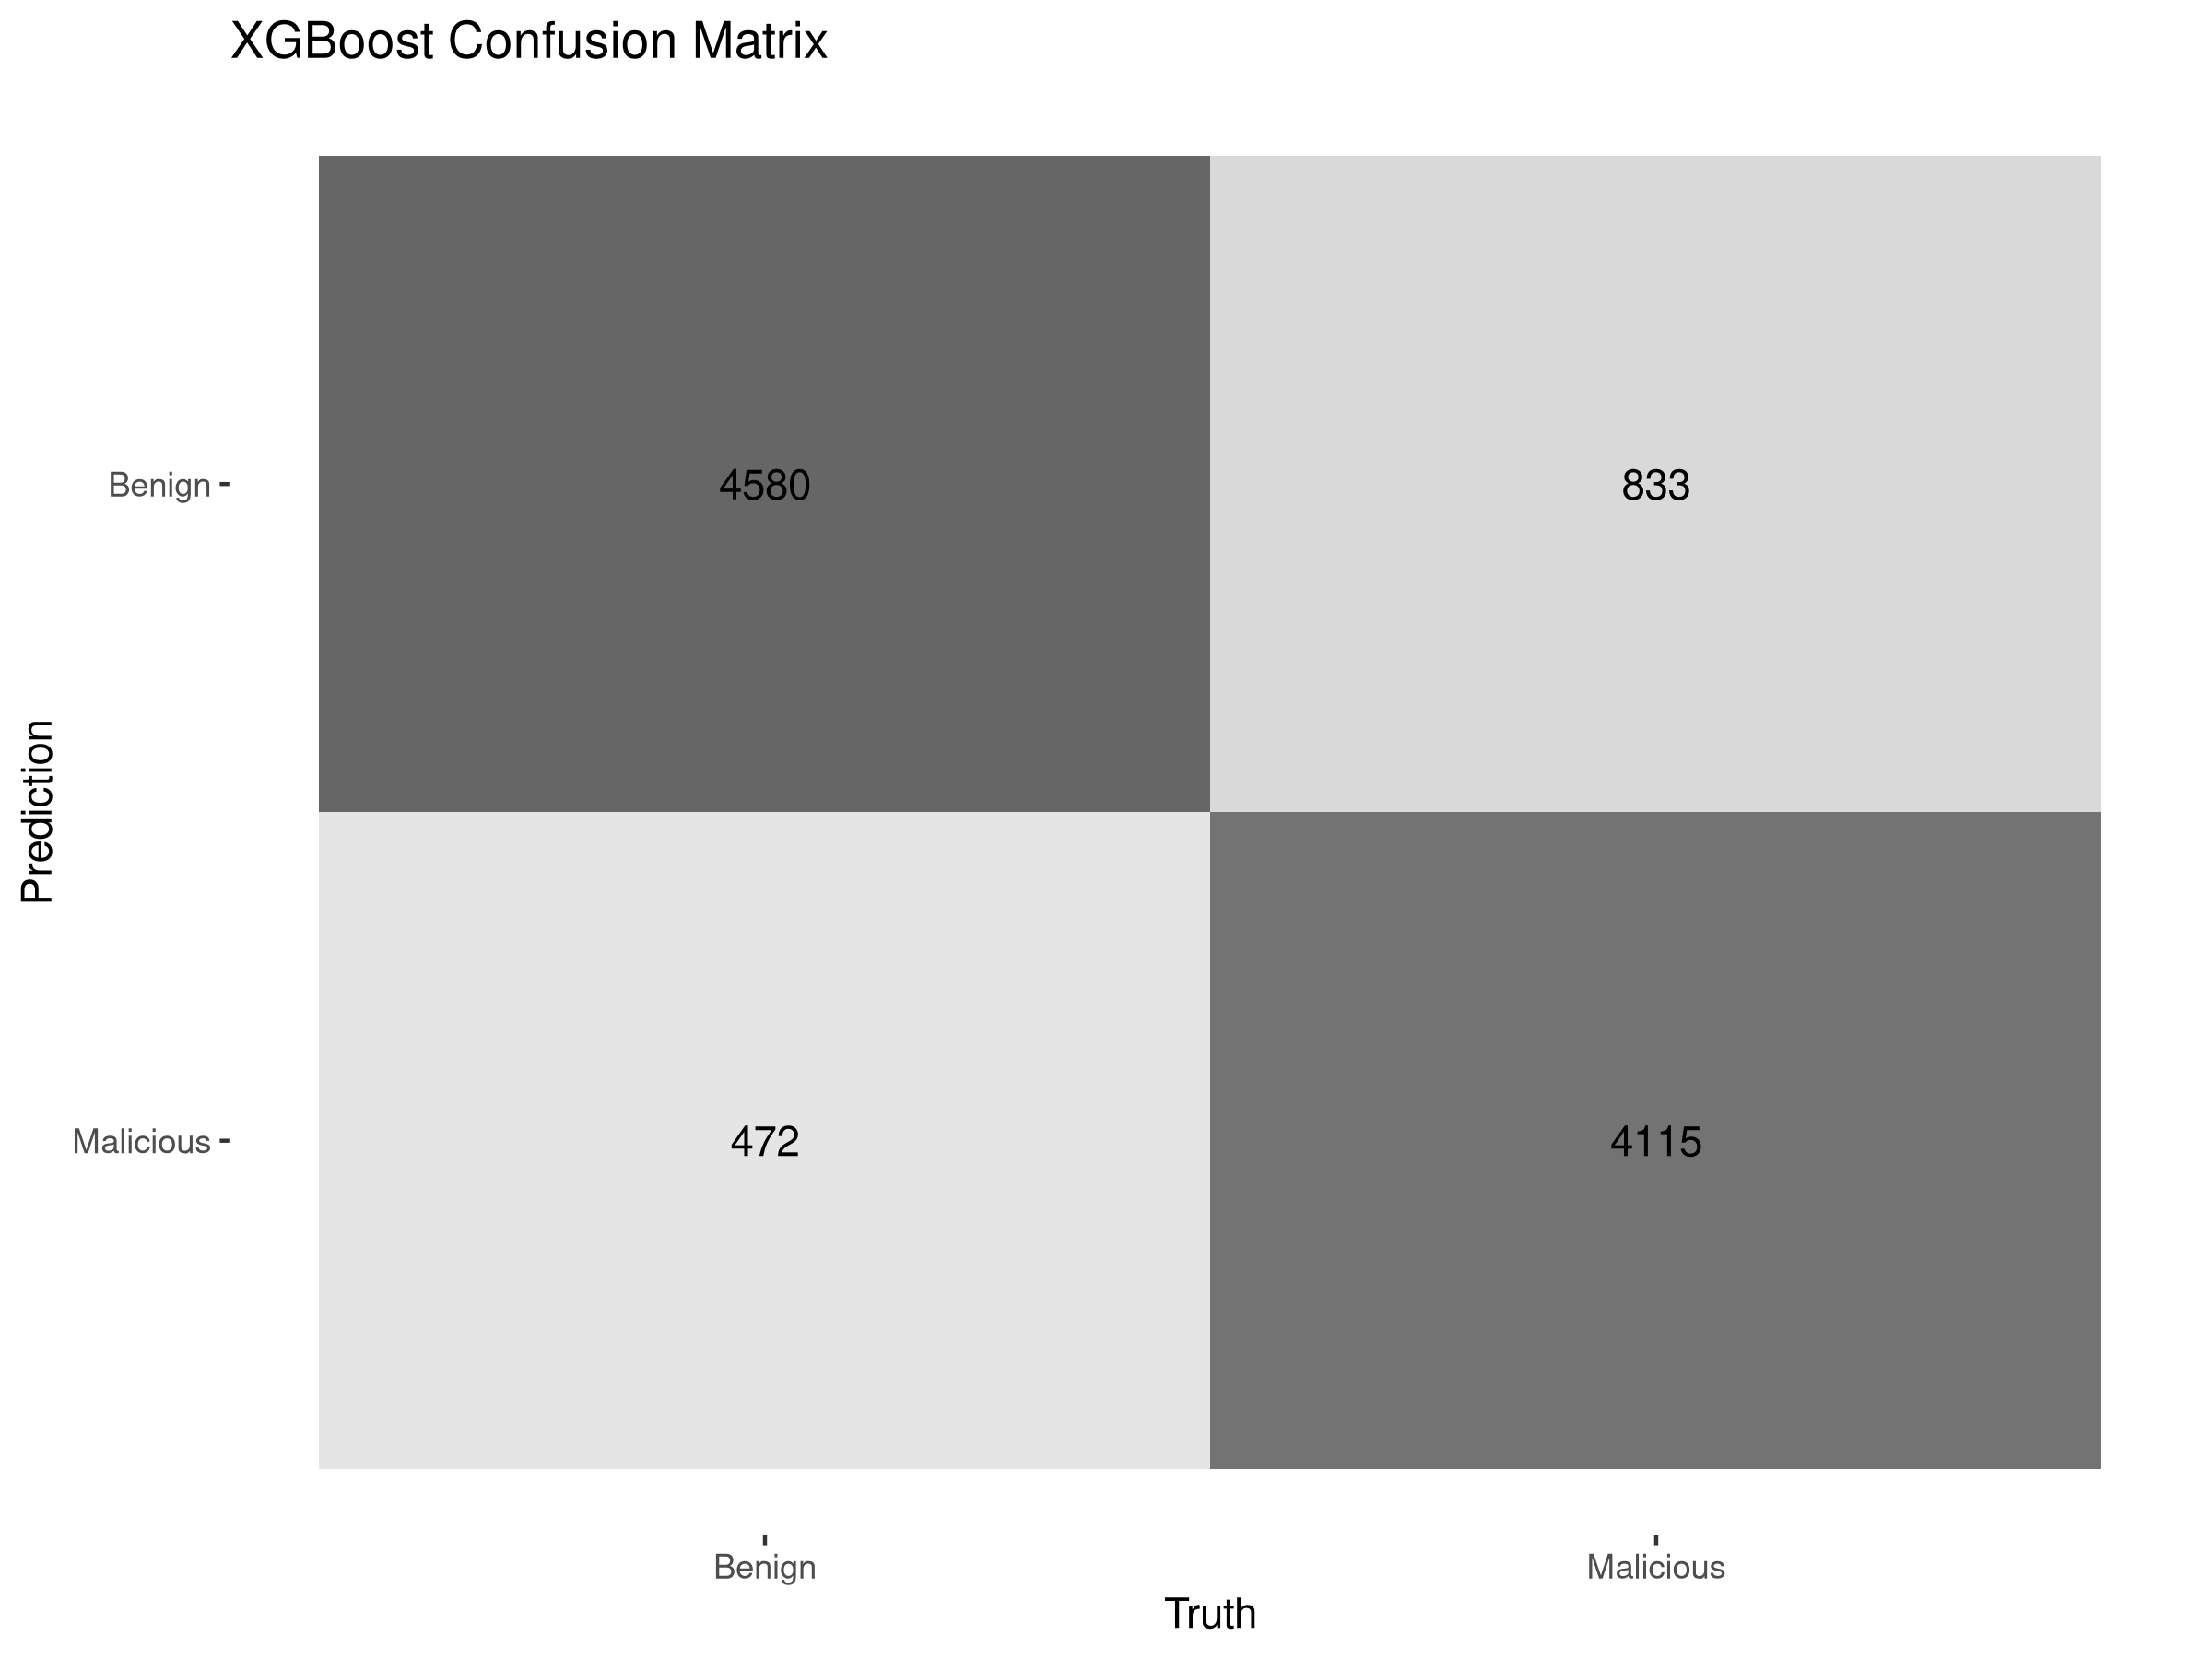 XGBoost Confusion Matrix
Prediction
Benign
4580
833
Malicious
472
4115
Benign
Malicious
Truth